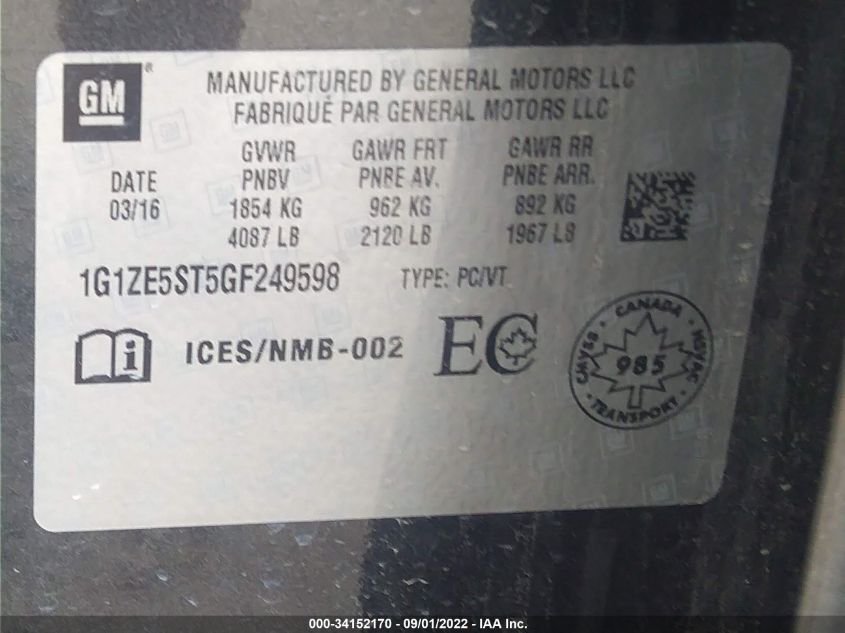 GM ®
MANUFACTURED BY GENERAL MOTORS LLC
FABRIQUÉ PAR GENERAL MOTORS LLC
DATE
03/16
GVWR
PNBV
1854 KG
4087 LB
GAWR FRT
PNBE AV.
962 KG
2120 LB
GAWR RR
PNBE ARR.
892 KG
1967 LB
1G1ZE5ST5GF249598 TYPE: PC/VT
i ICES/NMB-002 EC
CANADA
CMVSS 985 NSVAC
TRANSPORT
000-34152170 - 09/01/2022 - IAA Inc.